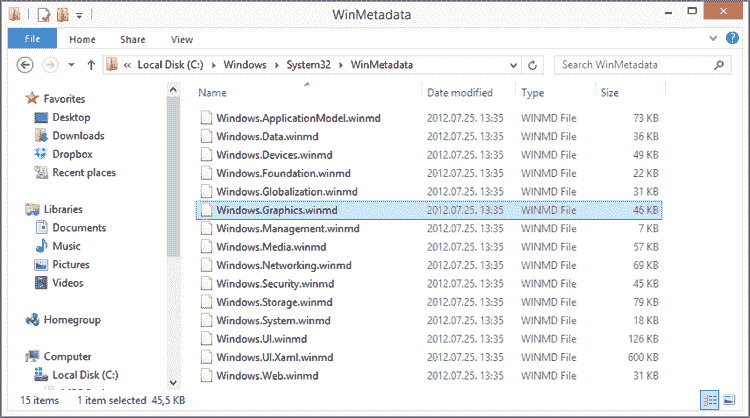 WinMetadata
File Home Share View
« Local Disk (C:) Windows System32 WinMetadata Search WinMetadata
Name Date modified Type Size
Favorites
Desktop
Downloads
Dropbox
Recent places
Libraries
Documents
Music
Pictures
Videos
Homegroup
Computer
Local Disk (C:)
Windows.ApplicationModel.winmd 2012.07.25. 13:35 WINMD File 73 KB
Windows.Data.winmd 2012.07.25. 13:35 WINMD File 36 KB
Windows.Devices.winmd 2012.07.25. 13:35 WINMD File 49 KB
Windows.Foundation.winmd 2012.07.25. 13:35 WINMD File 22 KB
Windows.Globalization.winmd 2012.07.25. 13:35 WINMD File 31 KB
Windows.Graphics.winmd 2012.07.25. 13:35 WINMD File 46 KB
Windows.Management.winmd 2012.07.25. 13:35 WINMD File 7 KB
Windows.Media.winmd 2012.07.25. 13:35 WINMD File 57 KB
Windows.Networking.winmd 2012.07.25. 13:35 WINMD File 69 KB
Windows.Security.winmd 2012.07.25. 13:35 WINMD File 45 KB
Windows.Storage.winmd 2012.07.25. 13:35 WINMD File 79 KB
Windows.System.winmd 2012.07.25. 13:35 WINMD File 18 KB
Windows.UI.winmd 2012.07.25. 13:35 WINMD File 126 KB
Windows.UI.Xaml.winmd 2012.07.25. 13:35 WINMD File 600 KB
Windows.Web.winmd 2012.07.25. 13:35 WINMD File 31 KB
15 items 1 item selected 45,5 KB